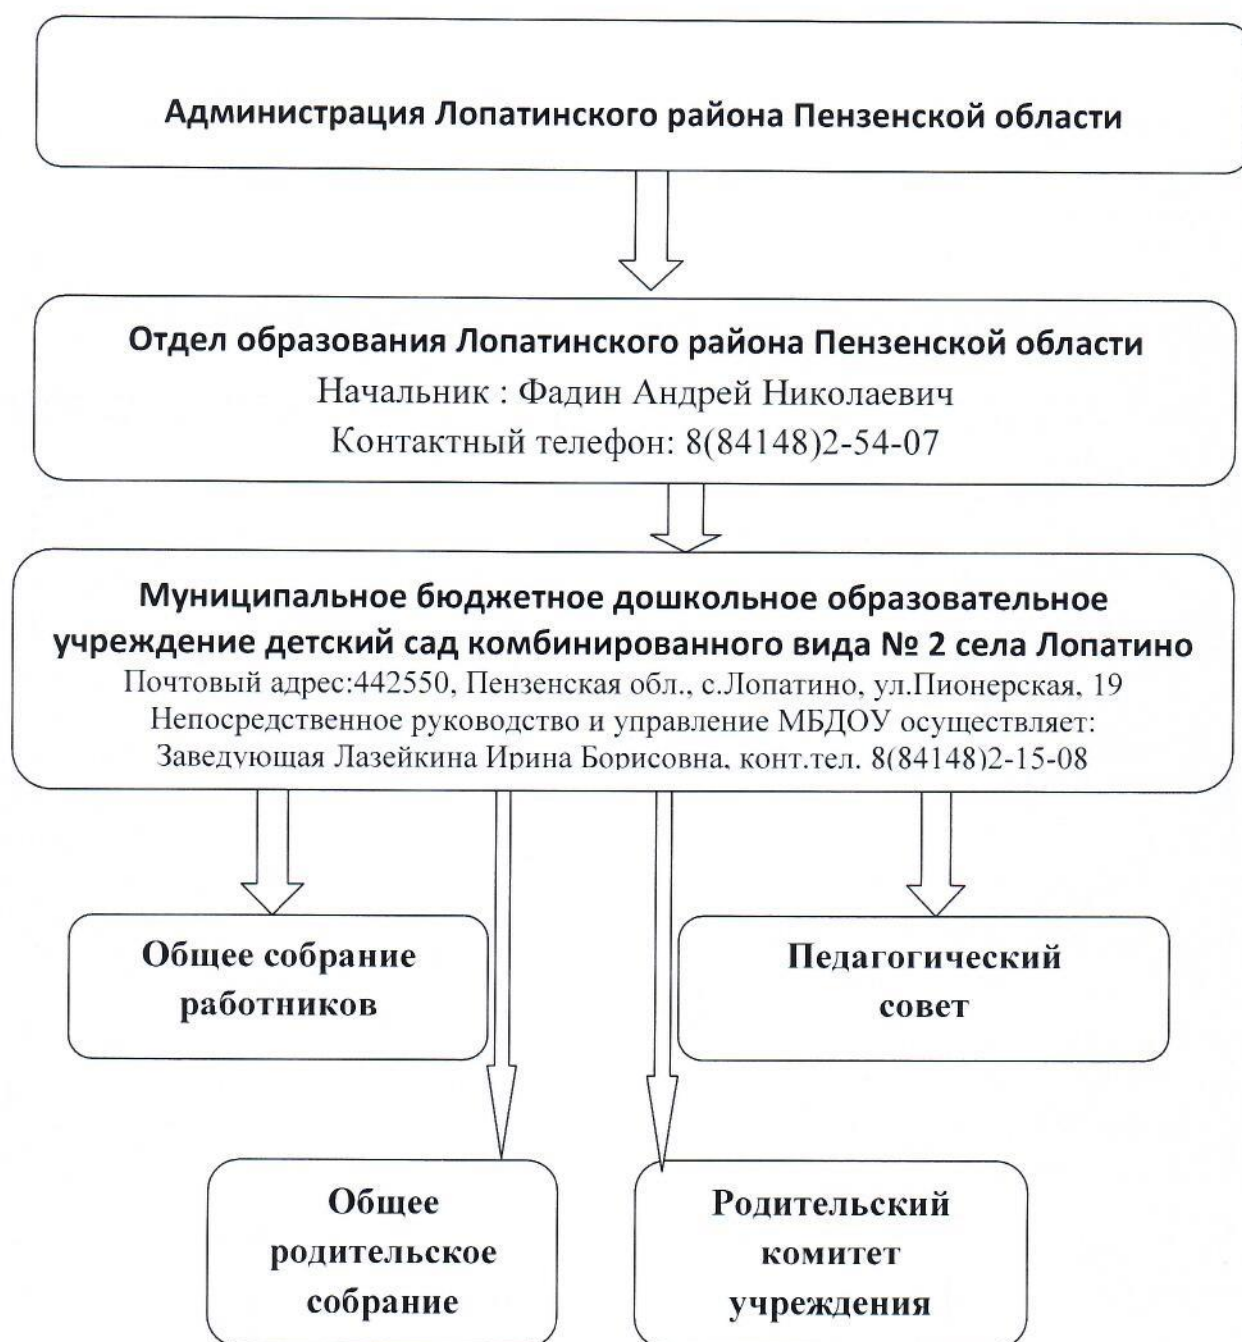 Администрация Лопатинского района Пензенской области
Отдел образования Лопатинского района Пензенской области
Начальник : Фадин Андрей Николаевич
Контактный телефон: 8(84148)2-54-07
Муниципальное бюджетное дошкольное образовательное
учреждение детский сад комбинированного вида № 2 села Лопатино
Почтовый адрес:442550, Пензенская обл., с.Лопатино, ул.Пионерская, 19
Непосредственное руководство и управление МБДОУ осуществляет:
Заведующая Лазейкина Ирина Борисовна, конт.тел. 8(84148)2-15-08
Общее собрание
работников
Педагогический
совет
Общее
родительское
собрание
Родительский
комитет
учреждения